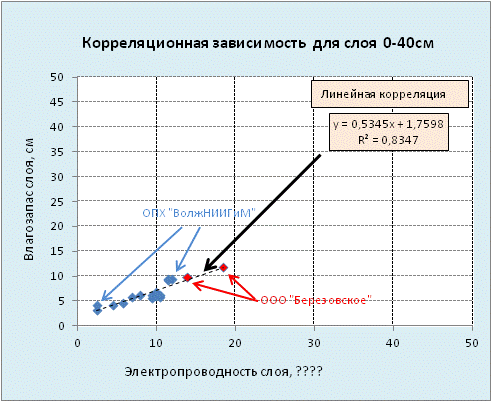 Корреляционная зависимость для слоя 0-40см
Линейная корреляция
y = 0,5345x + 1,7598
R² = 0,8347
ОПХ "ВолжНИИГиМ"
ООО "Березовское"
Влагозапас слоя, см
50
45
40
35
30
25
20
15
10
5
0
0 10 20 30 40 50
Электропроводность слоя, ????